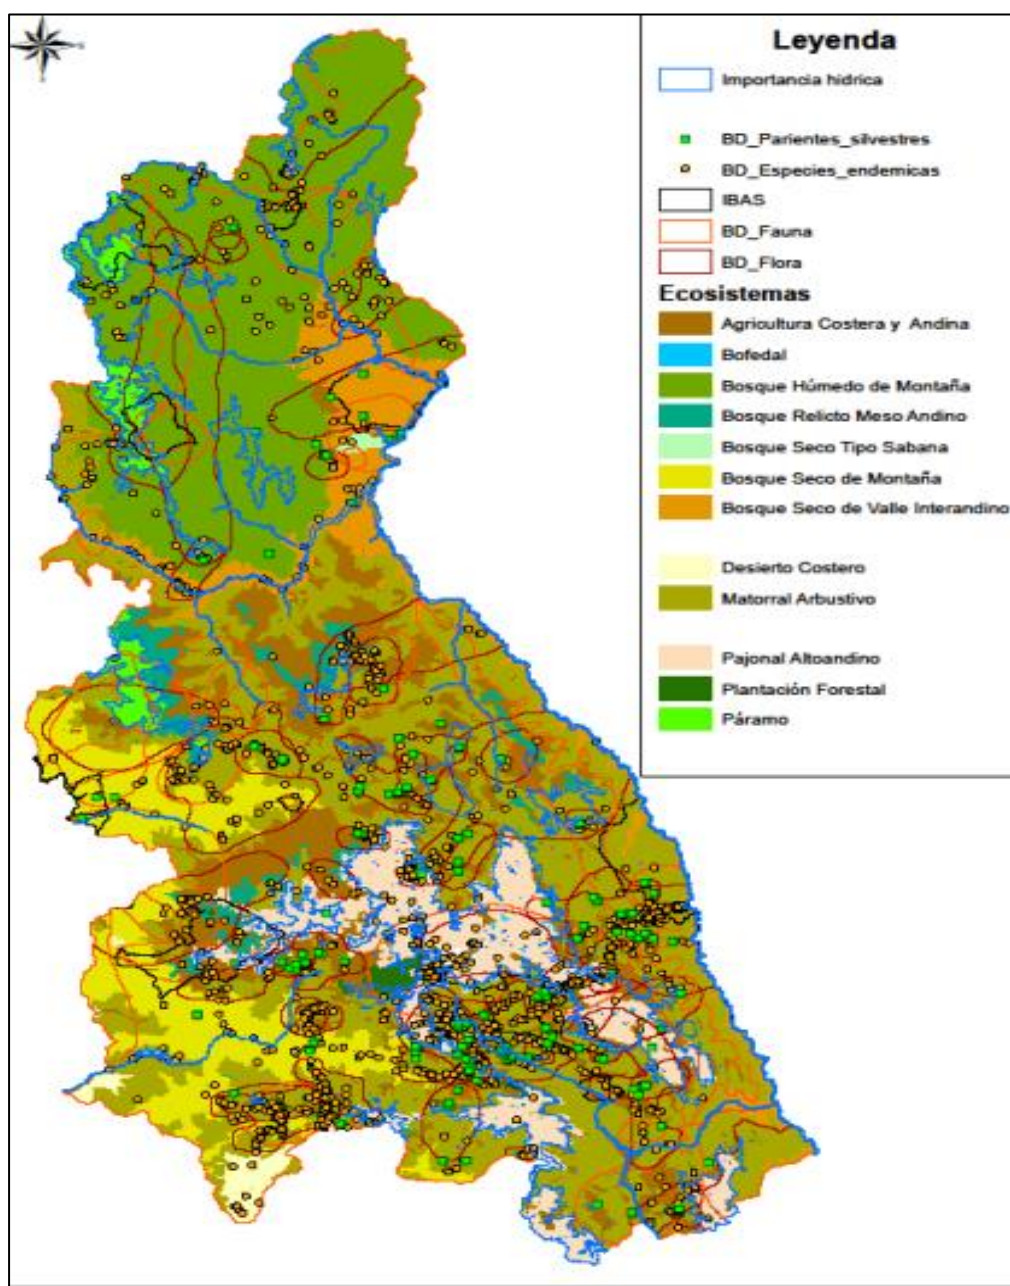 Leyenda
Importancia hídrica
BD_Parientes_silvestres
BD_Especies_endemicas
IBAS
BD_Fauna
BD_Flora
Ecosistemas
Agricultura Costera y Andina
Bofedal
Bosque Húmedo de Montaña
Bosque Relicto Meso Andino
Bosque Seco Tipo Sabana
Bosque Seco de Montaña
Bosque Seco de Valle Interandino
Desierto Costero
Matorral Arbustivo
Pajonal Altoandino
Plantación Forestal
Páramo